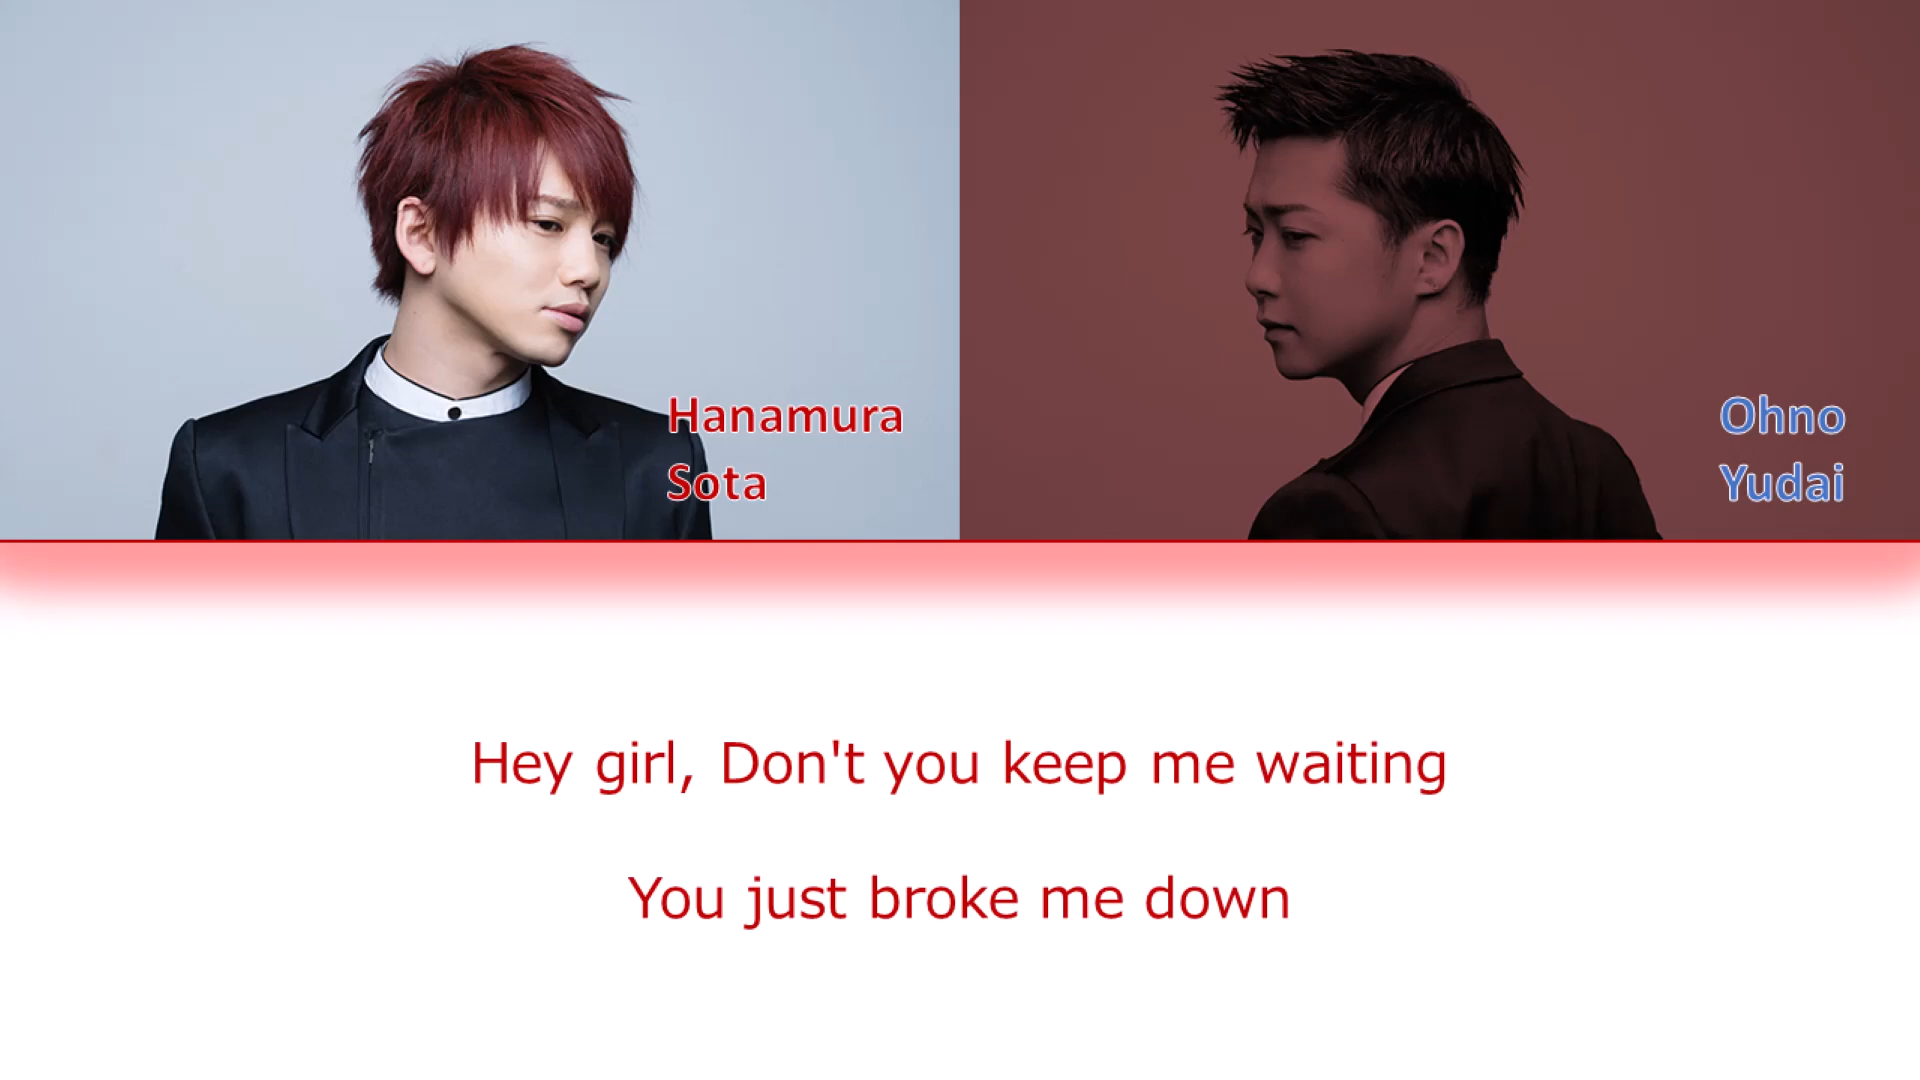 Hanamura
Sota
Ohno
Yudai
Hey girl, Don't you keep me waiting
You just broke me down